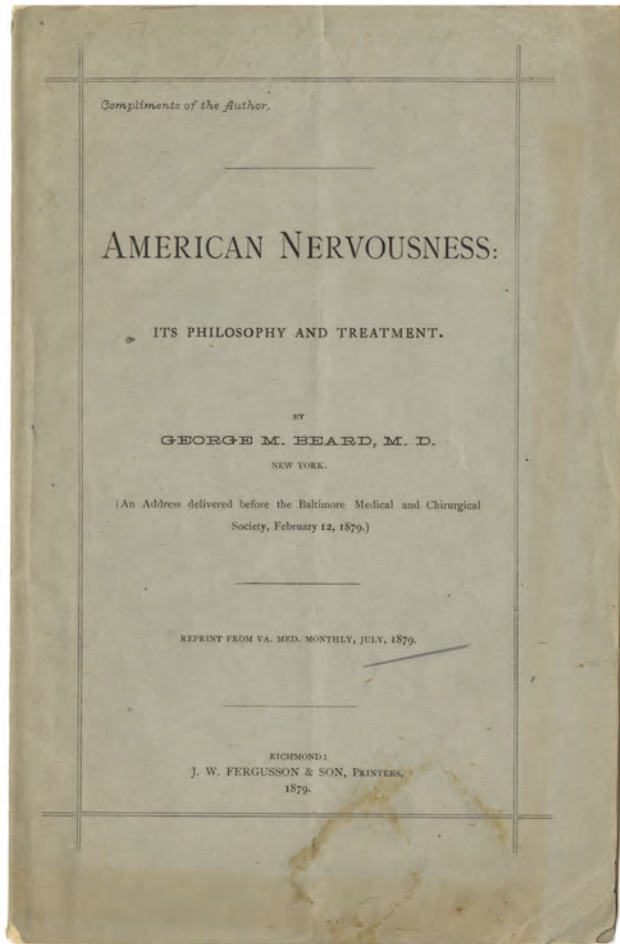 Compliments of the Author.
AMERICAN NERVOUSNESS:
ITS PHILOSOPHY AND TREATMENT.
BY
GEORGE M. BEARD, M. D.
NEW YORK.
(An Address delivered before the Baltimore Medical and Chirurgical
Society, February 12, 1879.)
REPRINT FROM VA. MED. MONTHLY, JULY, 1879.
RICHMOND:
J. W. FERGUSSON & SON, PRINTERS,
1879.